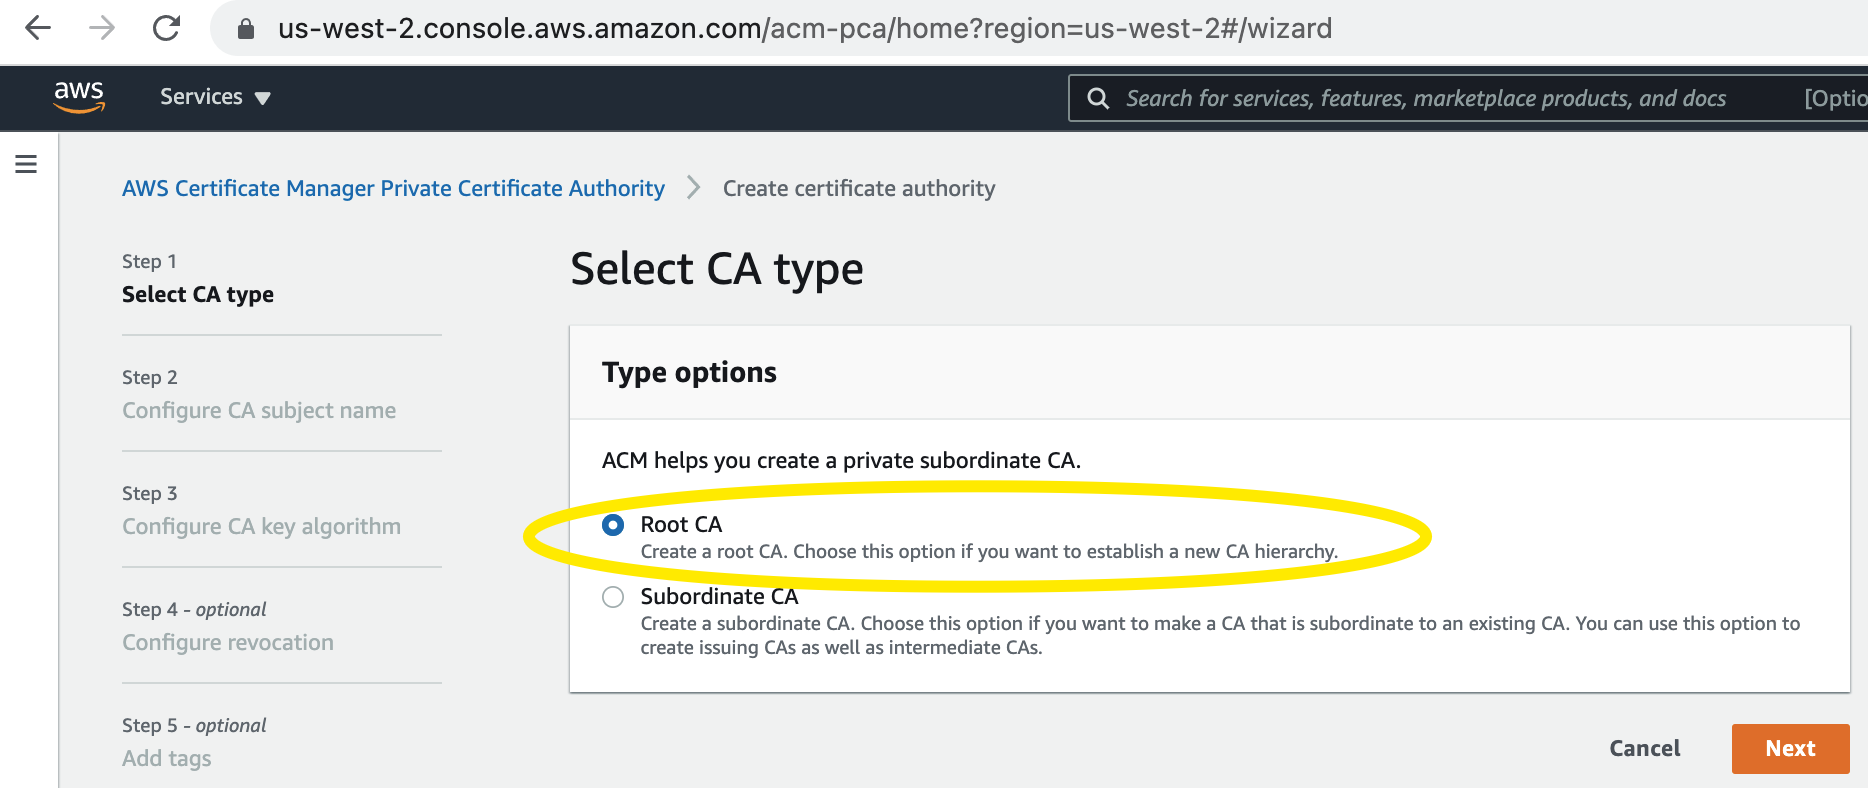 us-west-2.console.aws.amazon.com/acm-pca/home?region=us-west-2#/wizard
aws
Services
Search for services, features, marketplace products, and docs
[Optio
AWS Certificate Manager Private Certificate Authority
Create certificate authority
Step 1
Select CA type
Step 2
Configure CA subject name
Step 3
Configure CA key algorithm
Step 4 - optional
Configure revocation
Step 5 - optional
Add tags
Select CA type
Type options
ACM helps you create a private subordinate CA.
Root CA
Create a root CA. Choose this option if you want to establish a new CA hierarchy.
Subordinate CA
Create a subordinate CA. Choose this option if you want to make a CA that is subordinate to an existing CA. You can use this option to
create issuing CAs as well as intermediate CAs.
Cancel
Next